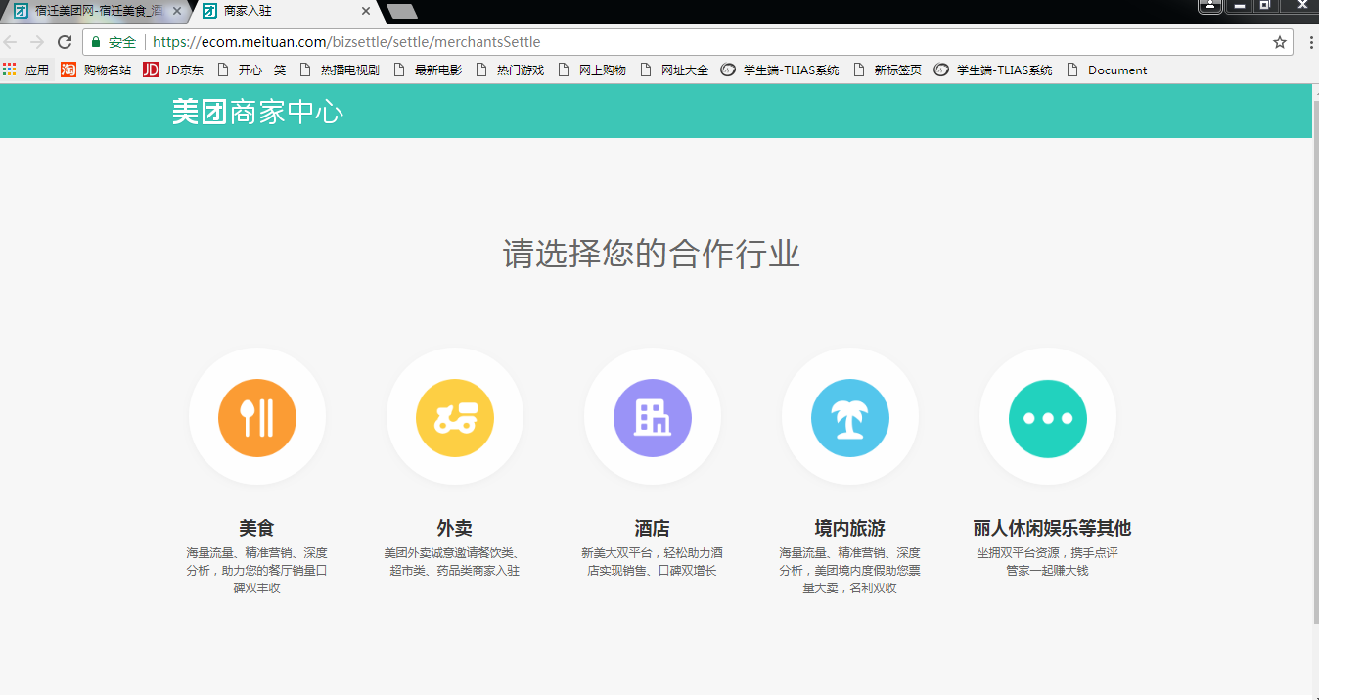 宿迁美团网-宿迁美食_酒
商家入驻
安全 https://ecom.meituan.com/bizsettle/settle/merchantsSettle
应用 购物名站 JD京东 开心 笑 热播电视剧 最新电影 热门游戏 网上购物 网址大全 学生端-TLIAS系统 新标签页 学生端-TLIAS系统 Document
美团商家中心
请选择您的合作行业
美食
海量流量、精准营销、深度
分析，助力您的餐厅销量口
碑双丰收
外卖
美团外卖诚意邀请餐饮类、
超市类、药品类商家入驻
酒店
新美大双平台，轻松助力酒
店实现销售、口碑双增长
境内旅游
海量流量、精准营销、深度
分析，美团境内度假助您票
量大卖，名利双收
丽人休闲娱乐等其他
坐拥双平台资源，携手点评
管家一起赚大钱